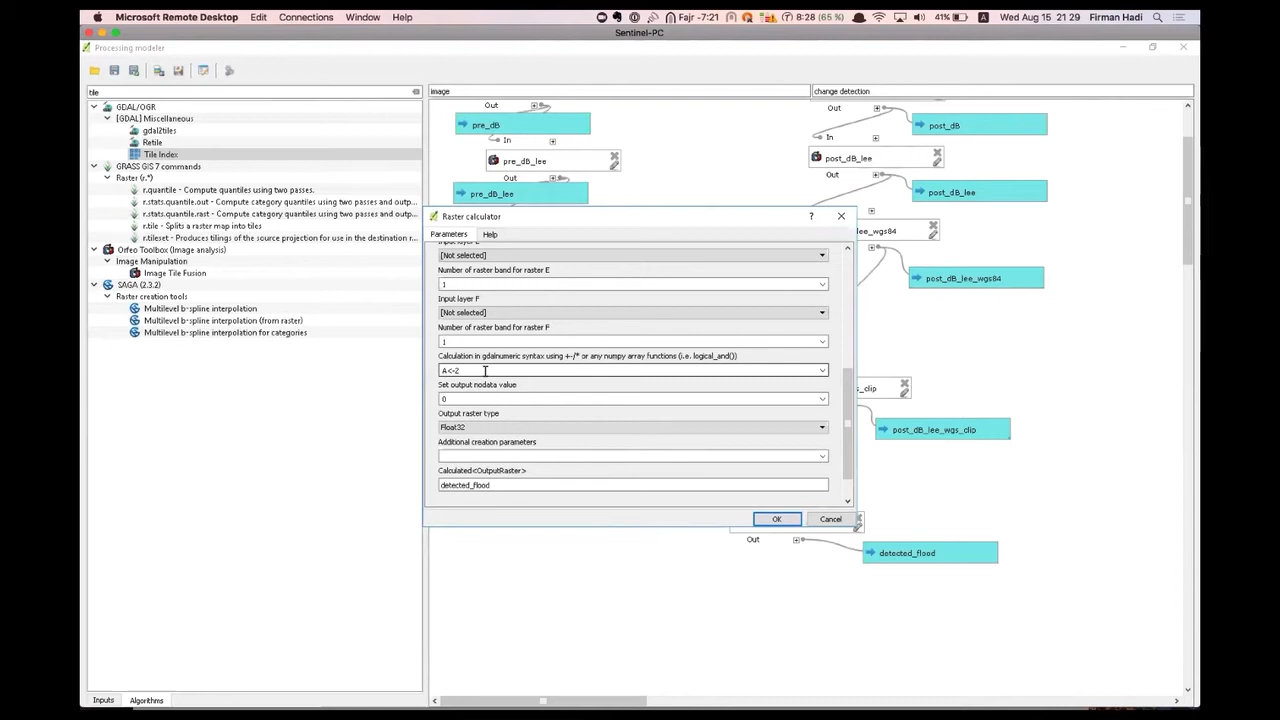 Microsoft Remote Desktop Edit Connections Window Help
Fajr -7:21
8:28 (65 %)
41%
Wed Aug 15 21 29 Firman Hadi
Sentinel-PC
Processing modeler
tile
image
change detection
GDAL/OGR
[GDAL] Miscellaneous
gdal2tiles
Retile
Tile Index
GRASS GIS 7 commands
Raster (r.*)
r.quantile - Compute quantiles using two passes.
r.stats.quantile.out - Compute category quantiles using two passes and outp...
r.stats.quantile.rast - Compute category quantiles using two passes and outp...
r.tile - Splits a raster map into tiles
r.tileset - Produces tilings of the source projection for use in the destination r...
Orfeo Toolbox (Image analysis)
Image Manipulation
Image Tile Fusion
SAGA (2.3.2)
Raster creation tools
Multilevel b-spline interpolation
Multilevel b-spline interpolation (from raster)
Multilevel b-spline interpolation for categories
Inputs
Algorithms
Out
pre_dB
In
pre_dB_lee
Out
pre_dB_lee
Out
post_dB
In
post_dB_lee
Out
post_dB_lee
e_wgs84
post_dB_lee_wgs84
s_clip
post_dB_lee_wgs_clip
Out
detected_flood
Raster calculator
? 
Parameters
Help
[Not selected]
Number of raster band for raster E
1
Input layer F
[Not selected]
Number of raster band for raster F
1
Calculation in gdalnumeric syntax using +-/* or any numpy array functions (i.e. logical_and())
A<-2
Set output nodata value
0
Output raster type
Float32
Additional creation parameters
Calculated<OutputRaster>
detected_flood
OK
Cancel